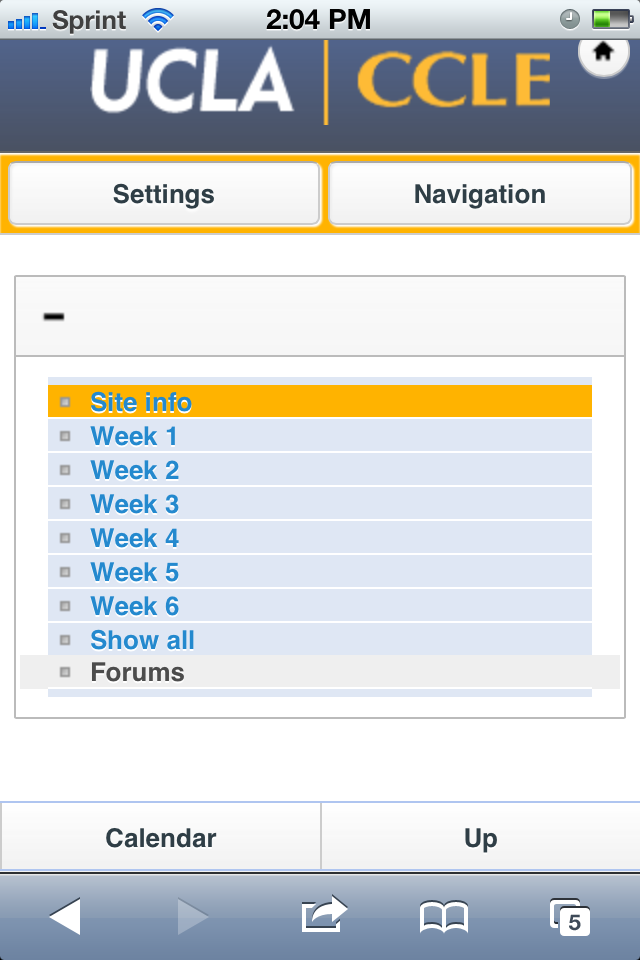 Sprint 2:04 PM
UCLA | CCLE
Settings Navigation
Site info
Week 1
Week 2
Week 3
Week 4
Week 5
Week 6
Show all
Forums
Calendar Up
5